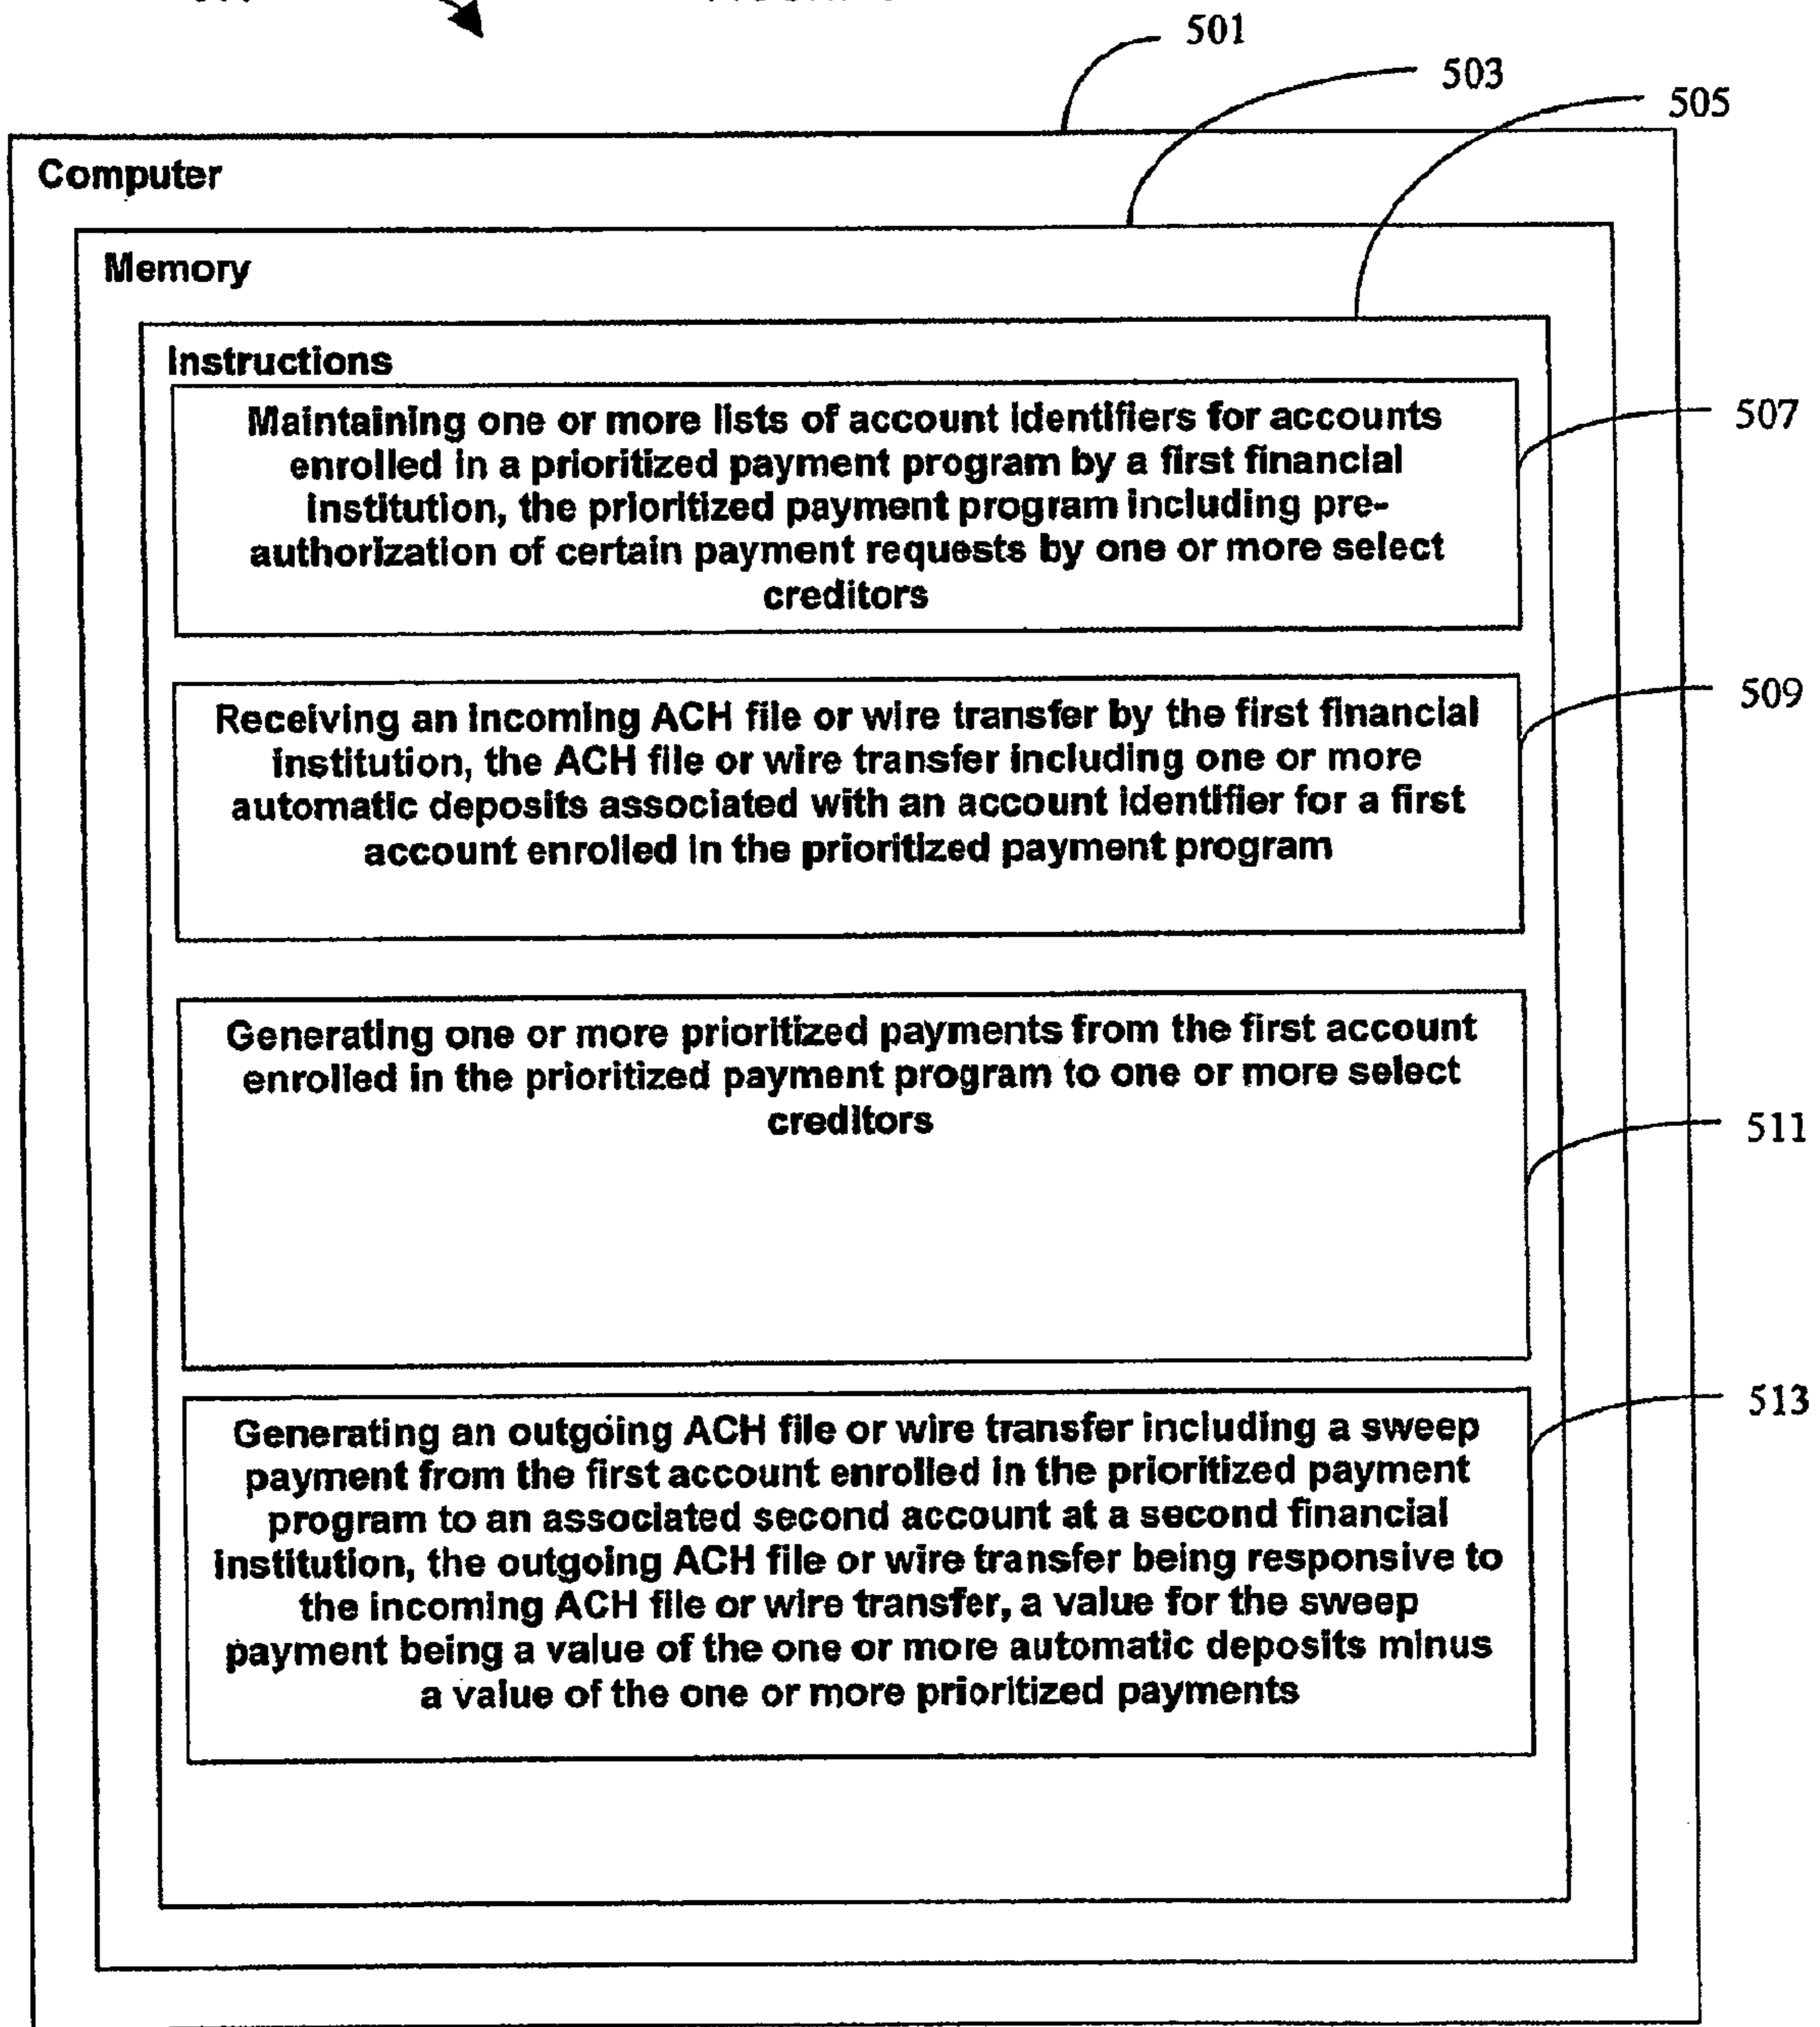 501
503
505
Computer
Memory
Instructions
Maintaining one or more lists of account identifiers for accounts
enrolled in a prioritized payment program by a first financial
institution, the prioritized payment program including pre-
authorization of certain payment requests by one or more select
creditors
507
Receiving an incoming ACH file or wire transfer by the first financial
institution, the ACH file or wire transfer including one or more
automatic deposits associated with an account identifier for a first
account enrolled in the prioritized payment program
509
Generating one or more prioritized payments from the first account
enrolled in the prioritized payment program to one or more select
creditors
511
Generating an outgoing ACH file or wire transfer including a sweep
payment from the first account enrolled in the prioritized payment
program to an associated second account at a second financial
institution, the outgoing ACH file or wire transfer being responsive to
the incoming ACH file or wire transfer, a value for the sweep
payment being a value of the one or more automatic deposits minus
a value of the one or more prioritized payments
513